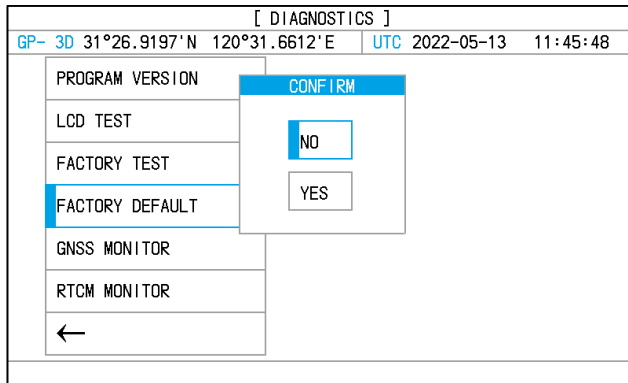 [ DIAGNOSTICS ]
GP- 3D 31°26.9197'N 120°31.6612'E UTC 2022-05-13 11:45:48
PROGRAM VERSION
CONFIRM
LCD TEST
NO
FACTORY TEST
YES
FACTORY DEFAULT
GNSS MONITOR
RTCM MONITOR
←